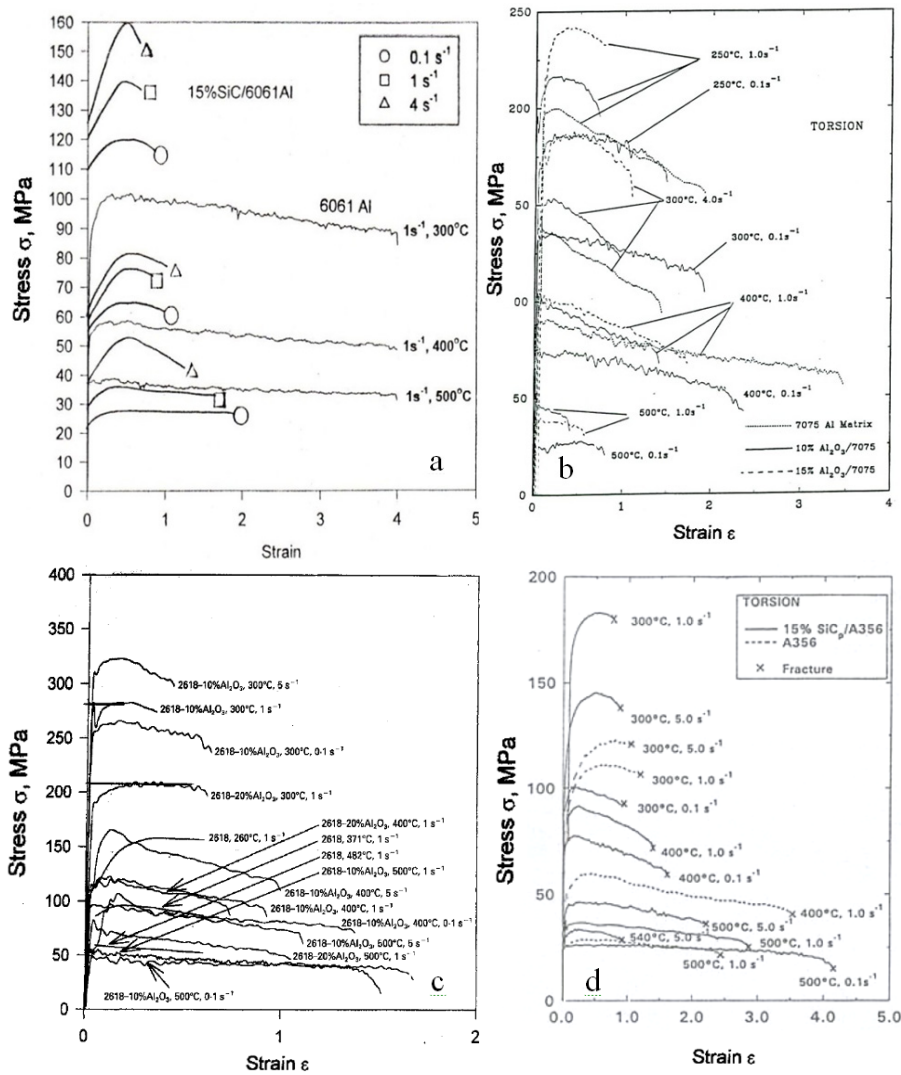 160
150
140
130
120
110
100
90
80
70
60
50
40
30
20
10
0
Stress σ, MPa
0.1 s⁻¹
1 s⁻¹
4 s⁻¹
15%SiC/6061Al
6061 Al
1s⁻¹, 300°C
1s⁻¹, 400°C
1s⁻¹, 500°C
a
0 1 2 3 4 5
Strain
250
200
50
00
50
0
Stress σ, MPa
250°C, 1.0s⁻¹
250°C, 0.1s⁻¹
TORSION
300°C, 4.0s⁻¹
300°C, 0.1s⁻¹
400°C, 1.0s⁻¹
400°C, 0.1s⁻¹
500°C, 1.0s⁻¹
500°C, 0.1s⁻¹
7075 Al Matrix
10% Al₂O₃/7075
15% Al₂O₃/7075
b
0 1 2 3 4
Strain ε
400
350
300
250
200
150
100
50
0
Stress σ, MPa
2618–10%Al₂O₃, 300°C, 5 s⁻¹
2618–10%Al₂O₃, 300°C, 1 s⁻¹
2618–10%Al₂O₃, 300°C, 0·1 s⁻¹
2618–20%Al₂O₃, 300°C, 1 s⁻¹
2618–20%Al₂O₃, 400°C, 1 s⁻¹
2618, 260°C, 1 s⁻¹
2618, 371°C, 1 s⁻¹
2618, 482°C, 1 s⁻¹
2618–10%Al₂O₃, 500°C, 1 s⁻¹
2618–10%Al₂O₃, 400°C, 5 s⁻¹
2618–10%Al₂O₃, 400°C, 1 s⁻¹
2618–10%Al₂O₃, 400°C, 0·1 s⁻¹
2618–10%Al₂O₃, 500°C, 5 s⁻¹
2618–20%Al₂O₃, 500°C, 1 s⁻¹
2618–10%Al₂O₃, 500°C, 0·1 s⁻¹
c
0 1 2
Strain ε
200
150
100
50
0
Stress σ, MPa
TORSION
15% SiCₚ/A356
A356
× Fracture
300°C, 1.0 s⁻¹
300°C, 5.0 s⁻¹
300°C, 5.0 s⁻¹
300°C, 1.0 s⁻¹
300°C, 0.1 s⁻¹
400°C, 1.0 s⁻¹
400°C, 0.1 s⁻¹
400°C, 1.0 s⁻¹
500°C, 5.0 s⁻¹
540°C, 5.0 s⁻¹
500°C, 1.0 s⁻¹
500°C, 1.0 s⁻¹
500°C, 0.1s⁻¹
d
0.0 1.0 2.0 3.0 4.0 5.0
Strain ε